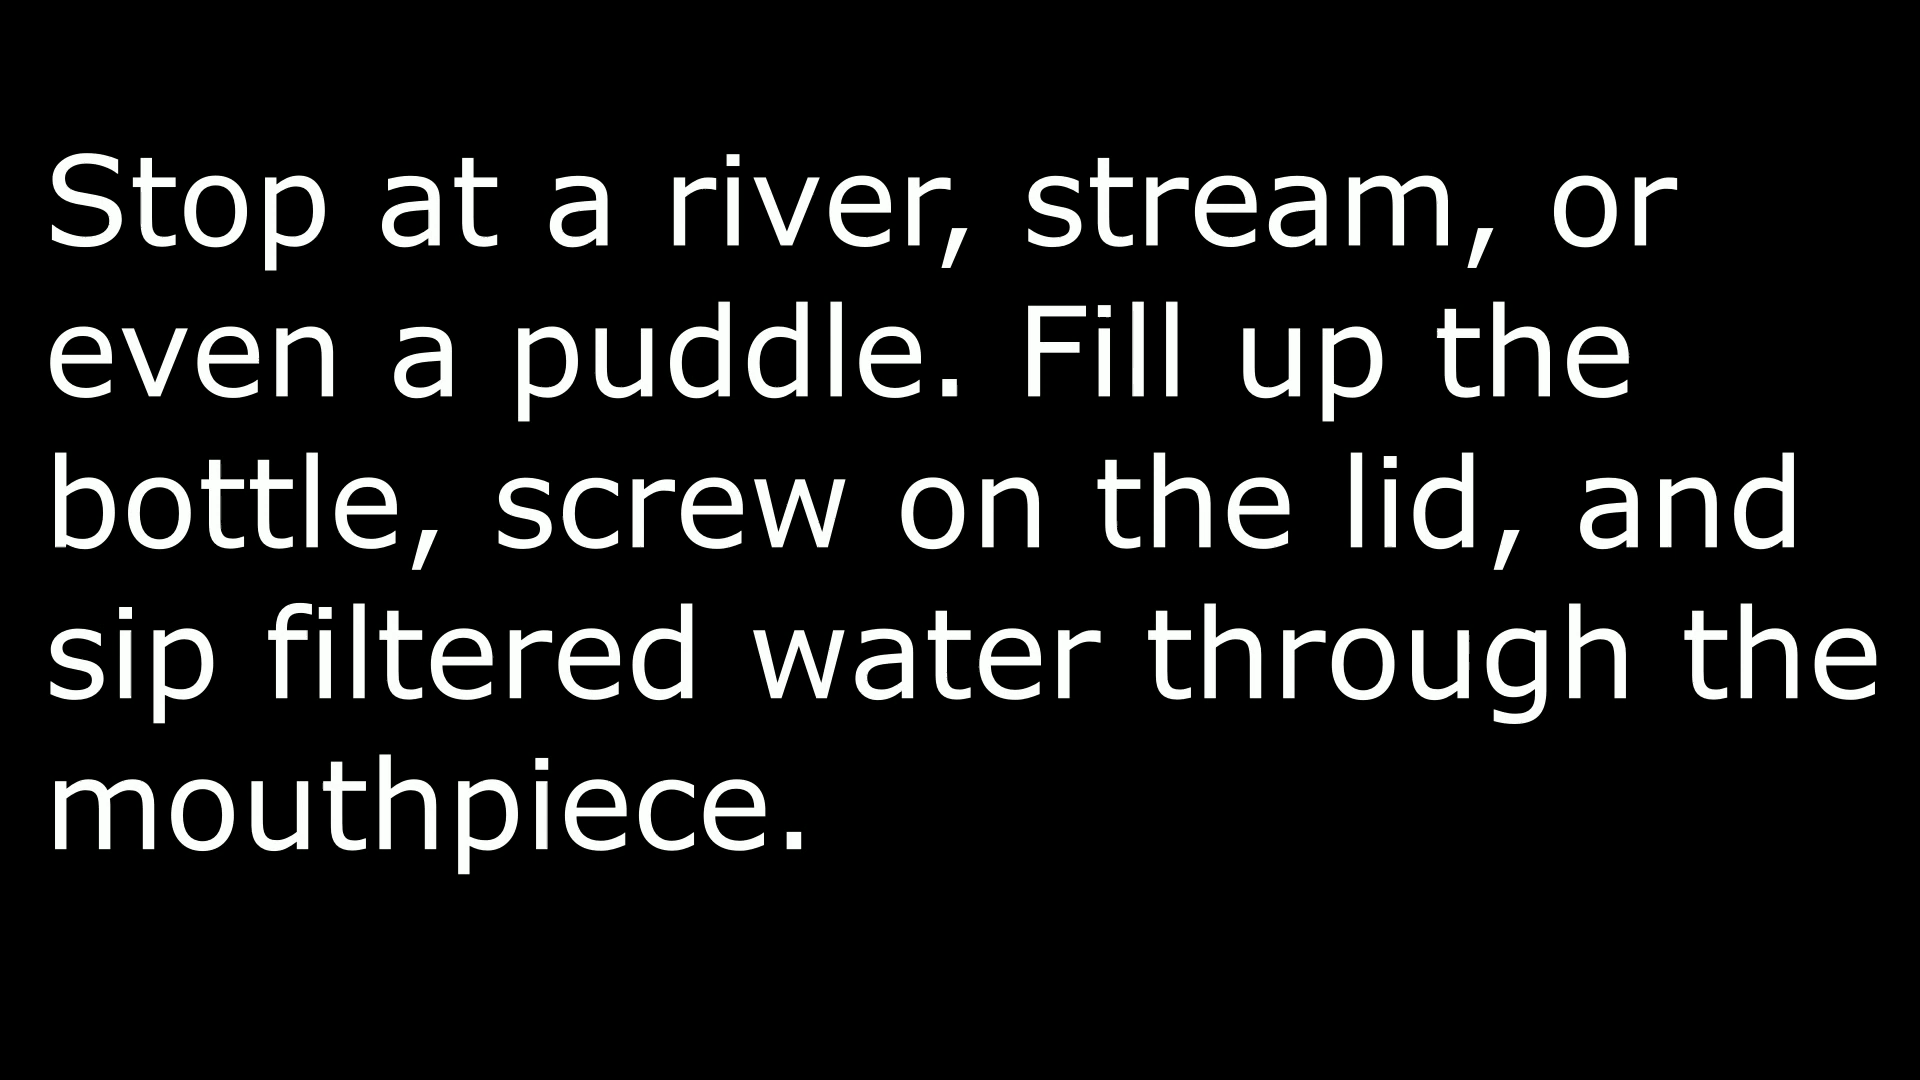 Stop at a river, stream, or
even a puddle. Fill up the
bottle, screw on the lid, and
sip filtered water through the
mouthpiece.